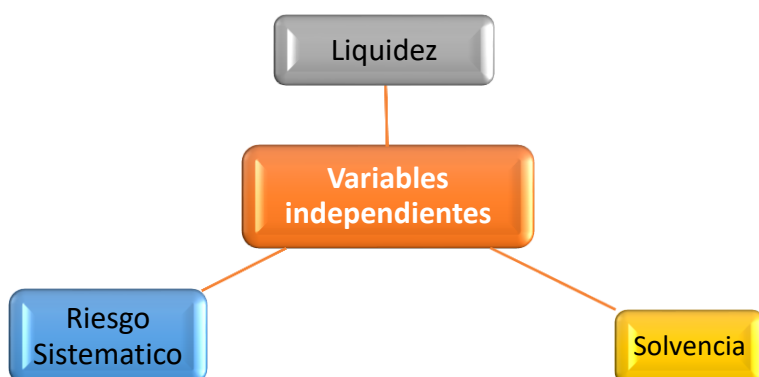 Liquidez
Variables
independientes
Riesgo
Sistematico
Solvencia